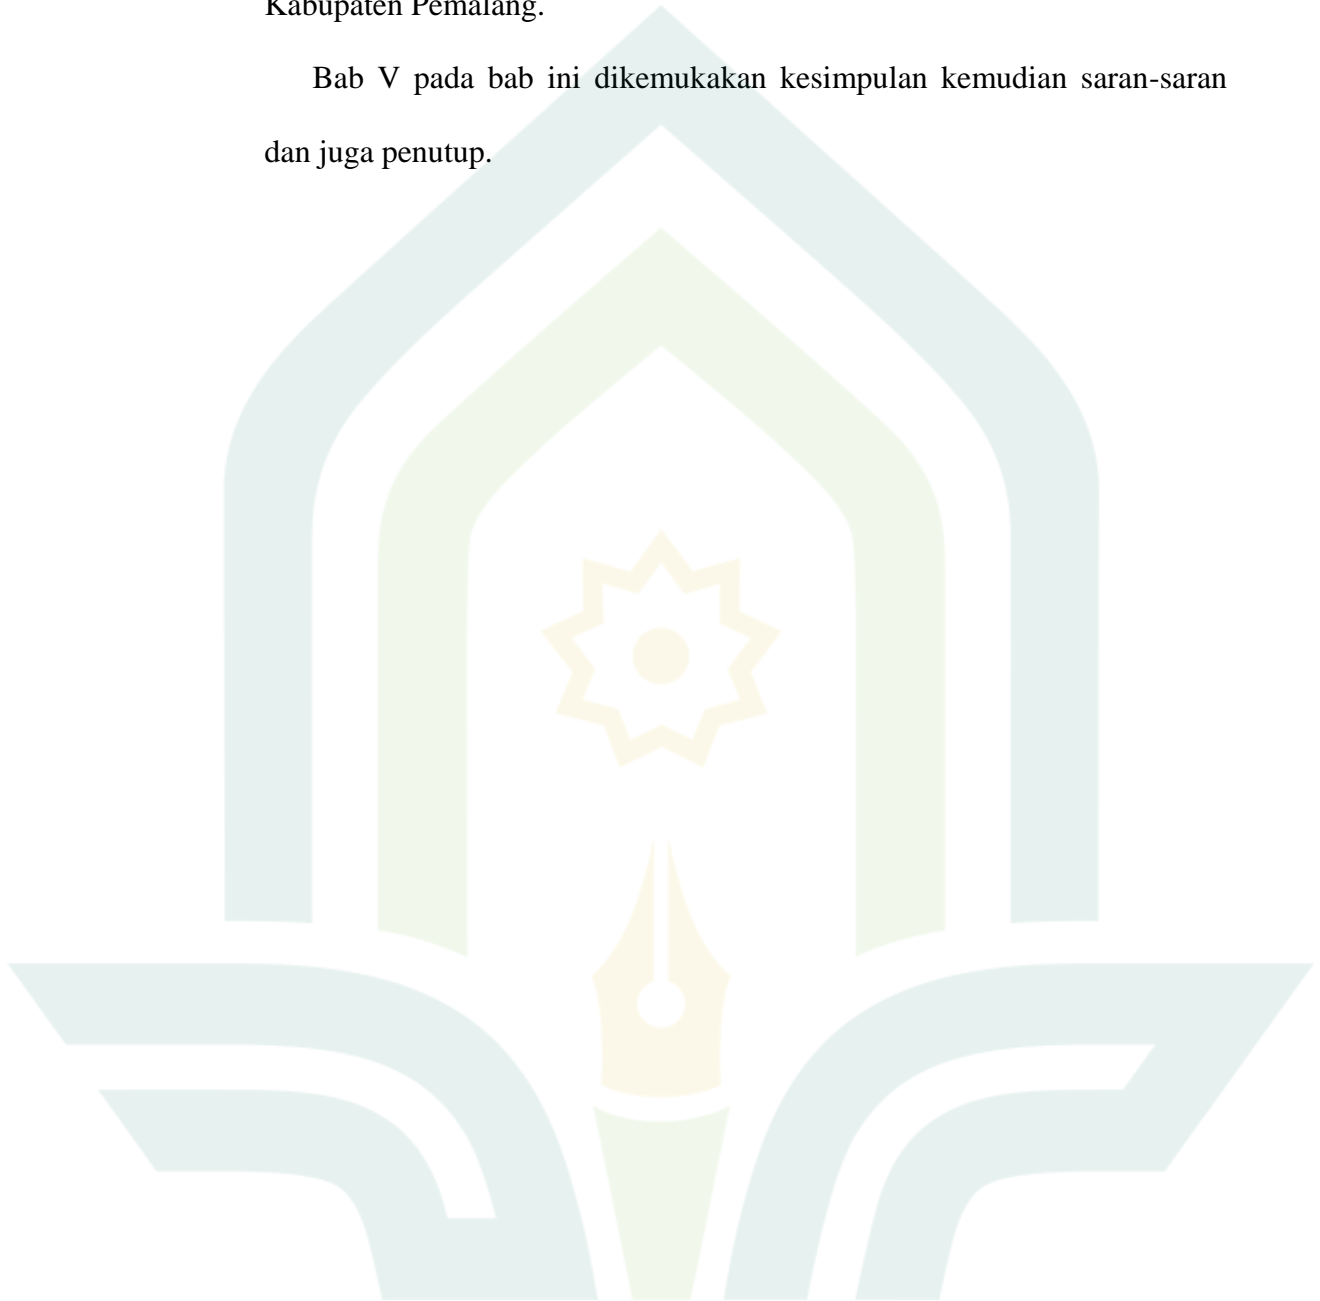 Kabupaten Pemalang.
Bab V pada bab ini dikemukakan kesimpulan kemudian saran-saran
dan juga penutup.